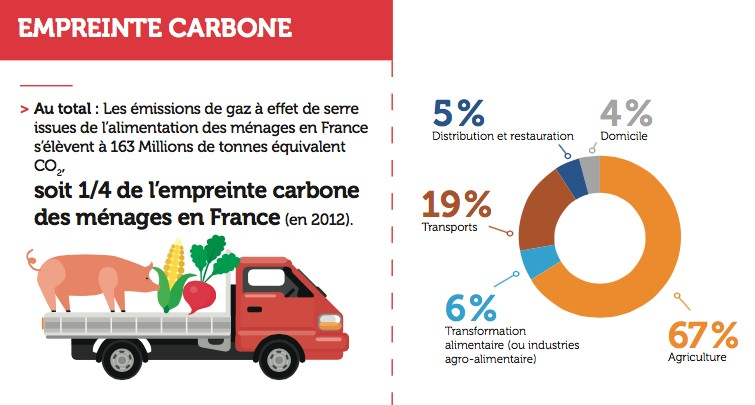 EMPREINTE CARBONE
> Au total : Les émissions de gaz à effet de serre
issues de l’alimentation des ménages en France
s’élèvent à 163 Millions de tonnes équivalent
CO2,
soit 1/4 de l’empreinte carbone
des ménages en France (en 2012).
5%
Distribution et restauration
4%
Domicile
19%
Transports
6%
Transformation
alimentaire (ou industries
agro-alimentaire)
67%
Agriculture